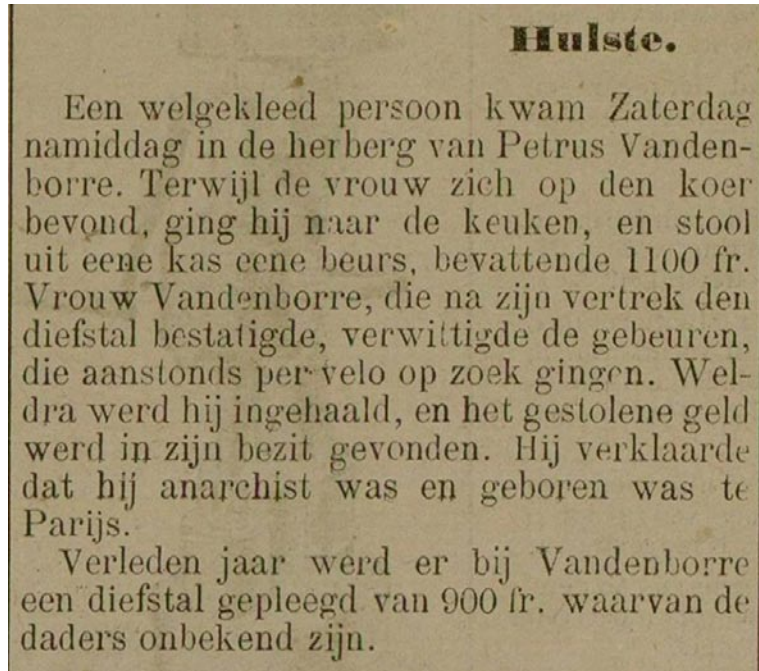 Hulste.
Een welgekleed persoon kwam Zaterdag
namiddag in de herberg van Petrus Vanden-
borre. Terwijl de vrouw zich op den koer
bevond, ging hij naar de keuken, en stool
uit eene kas eene beurs, bevattende 1100 fr.
Vrouw Vandenborre, die na zijn vertrek den
diefstal bestatigde, verwittigde de gebeuren,
die aanstonds per velo op zoek gingen. Wel-
dra werd hij ingehaald, en het gestolene geld
werd in zijn bezit gevonden. Hij verklaarde
dat hij anarchist was en geboren was te
Parijs.
Verleden jaar werd er bij Vandenborre
een diefstal gepleegd van 900 fr. waarvan de
daders onbekend zijn.